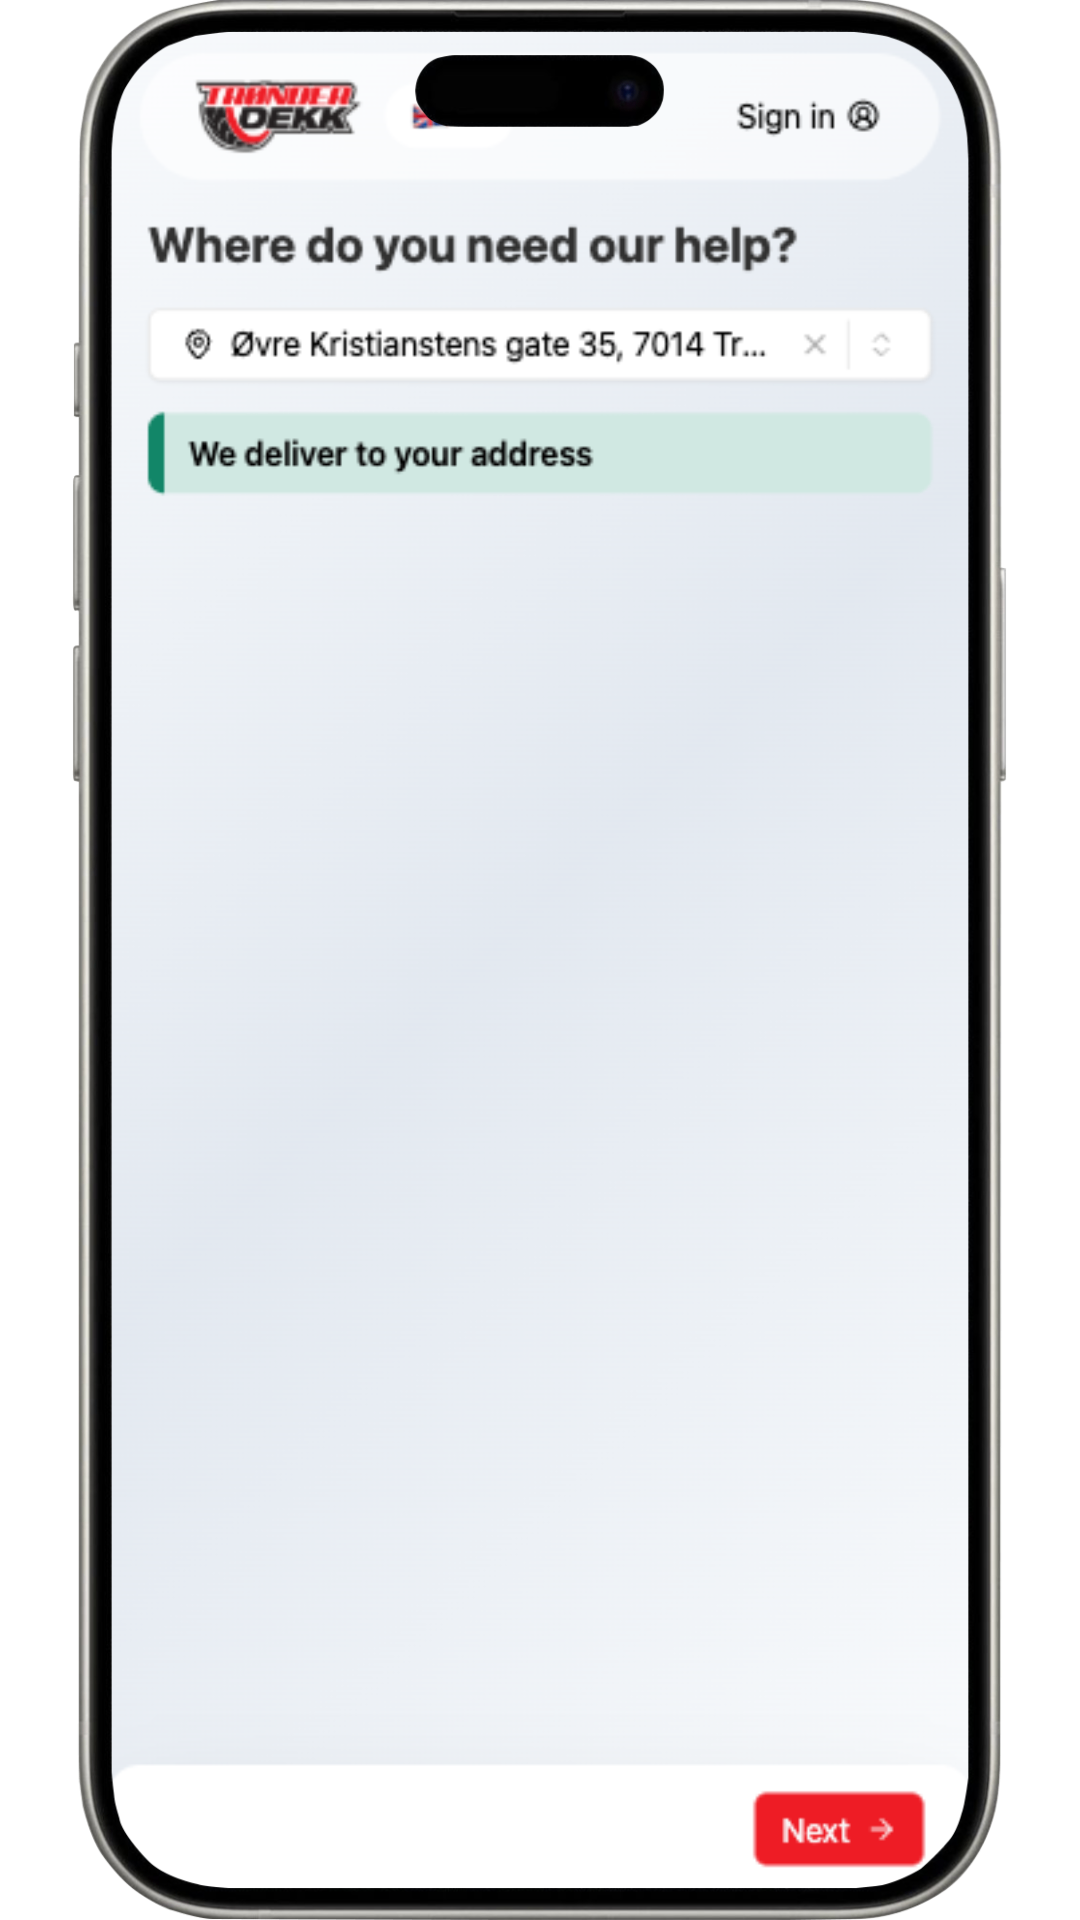 TRØNDER
DEKK
Sign in
Where do you need our help?
Øvre Kristianstens gate 35, 7014 Tr...
We deliver to your address
Next